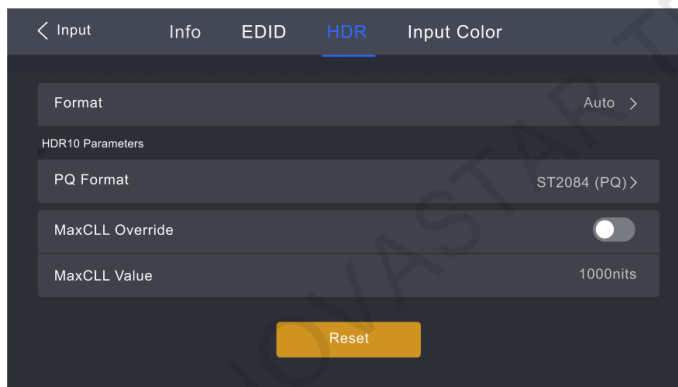 Input Info EDID HDR Input Color
Format Auto
HDR10 Parameters
PQ Format ST2084 (PQ)
MaxCLL Override
MaxCLL Value 1000nits
Reset
NOVASTAR